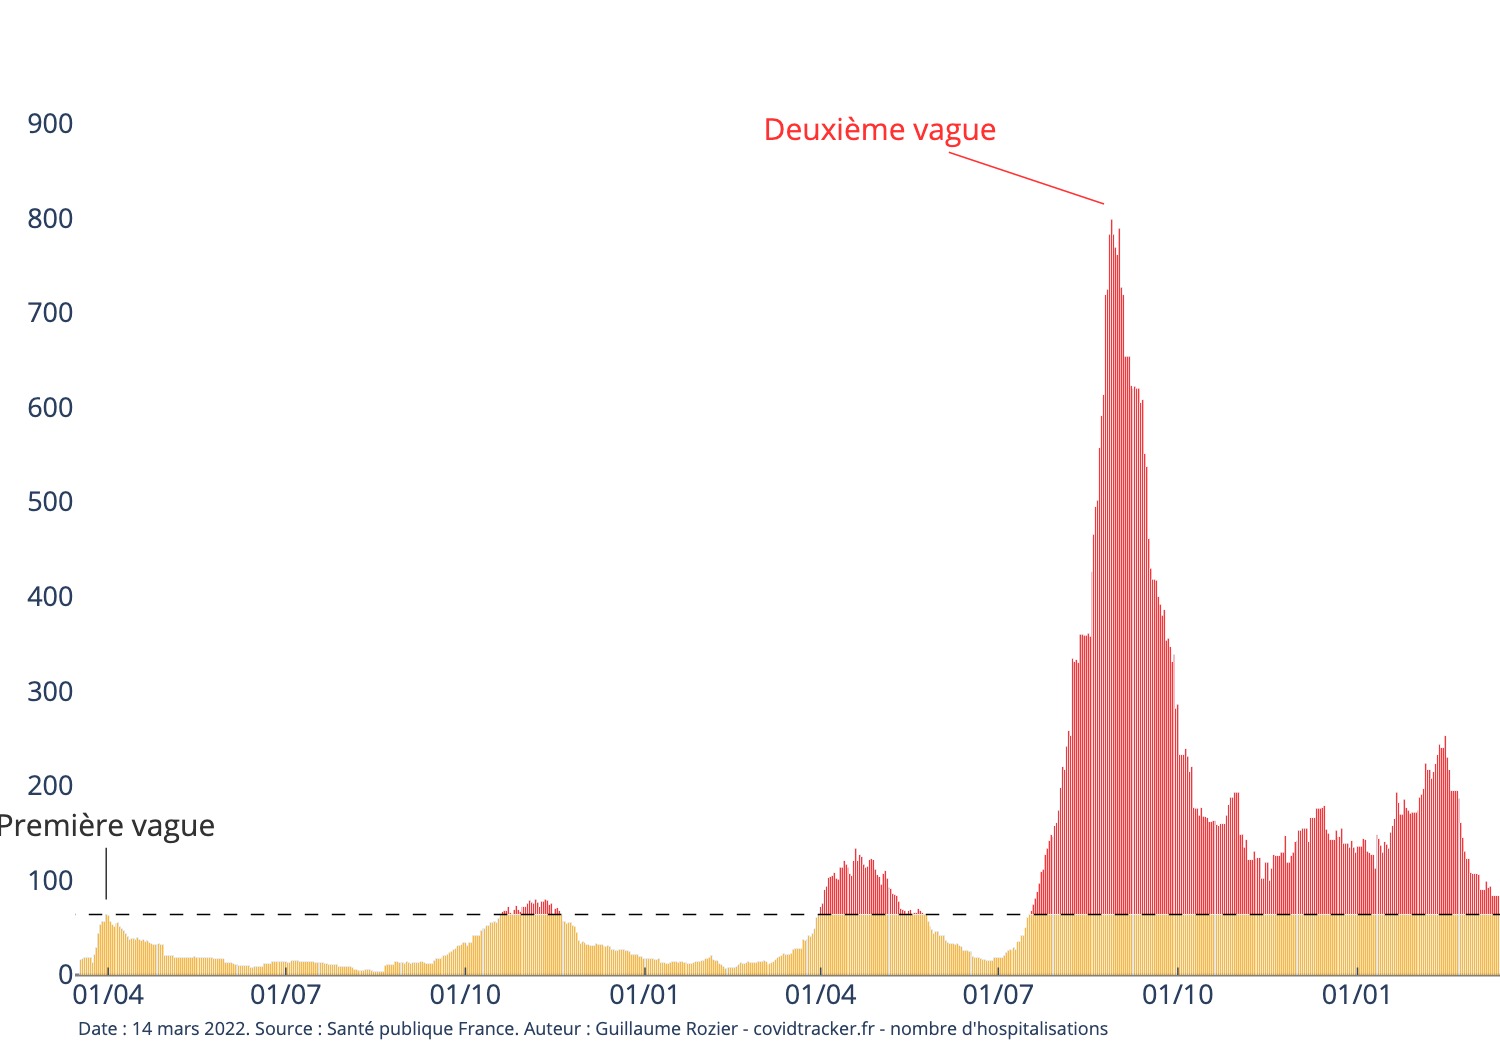 900
Deuxième vague
800
700
600
500
400
300
200
Première vague
100
0
01/04 01/07 01/10 01/01 01/04 01/07 01/10 01/01
Date : 14 mars 2022. Source : Santé publique France. Auteur : Guillaume Rozier - covidtracker.fr - nombre d'hospitalisations